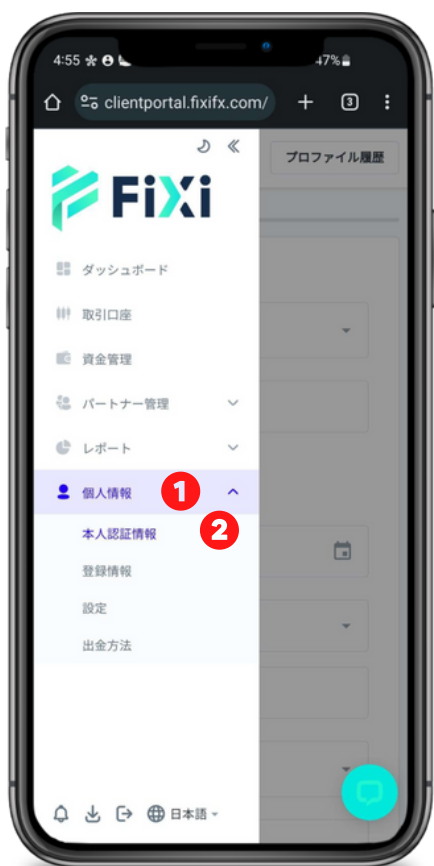 4:55
47%
clientportal.fixifx.com/
3
プロファイル履歴
FiXi
ダッシュボード
取引口座
資金管理
パートナー管理
レポート
個人情報 1
本人認証情報 2
登録情報
設定
出金方法
日本語